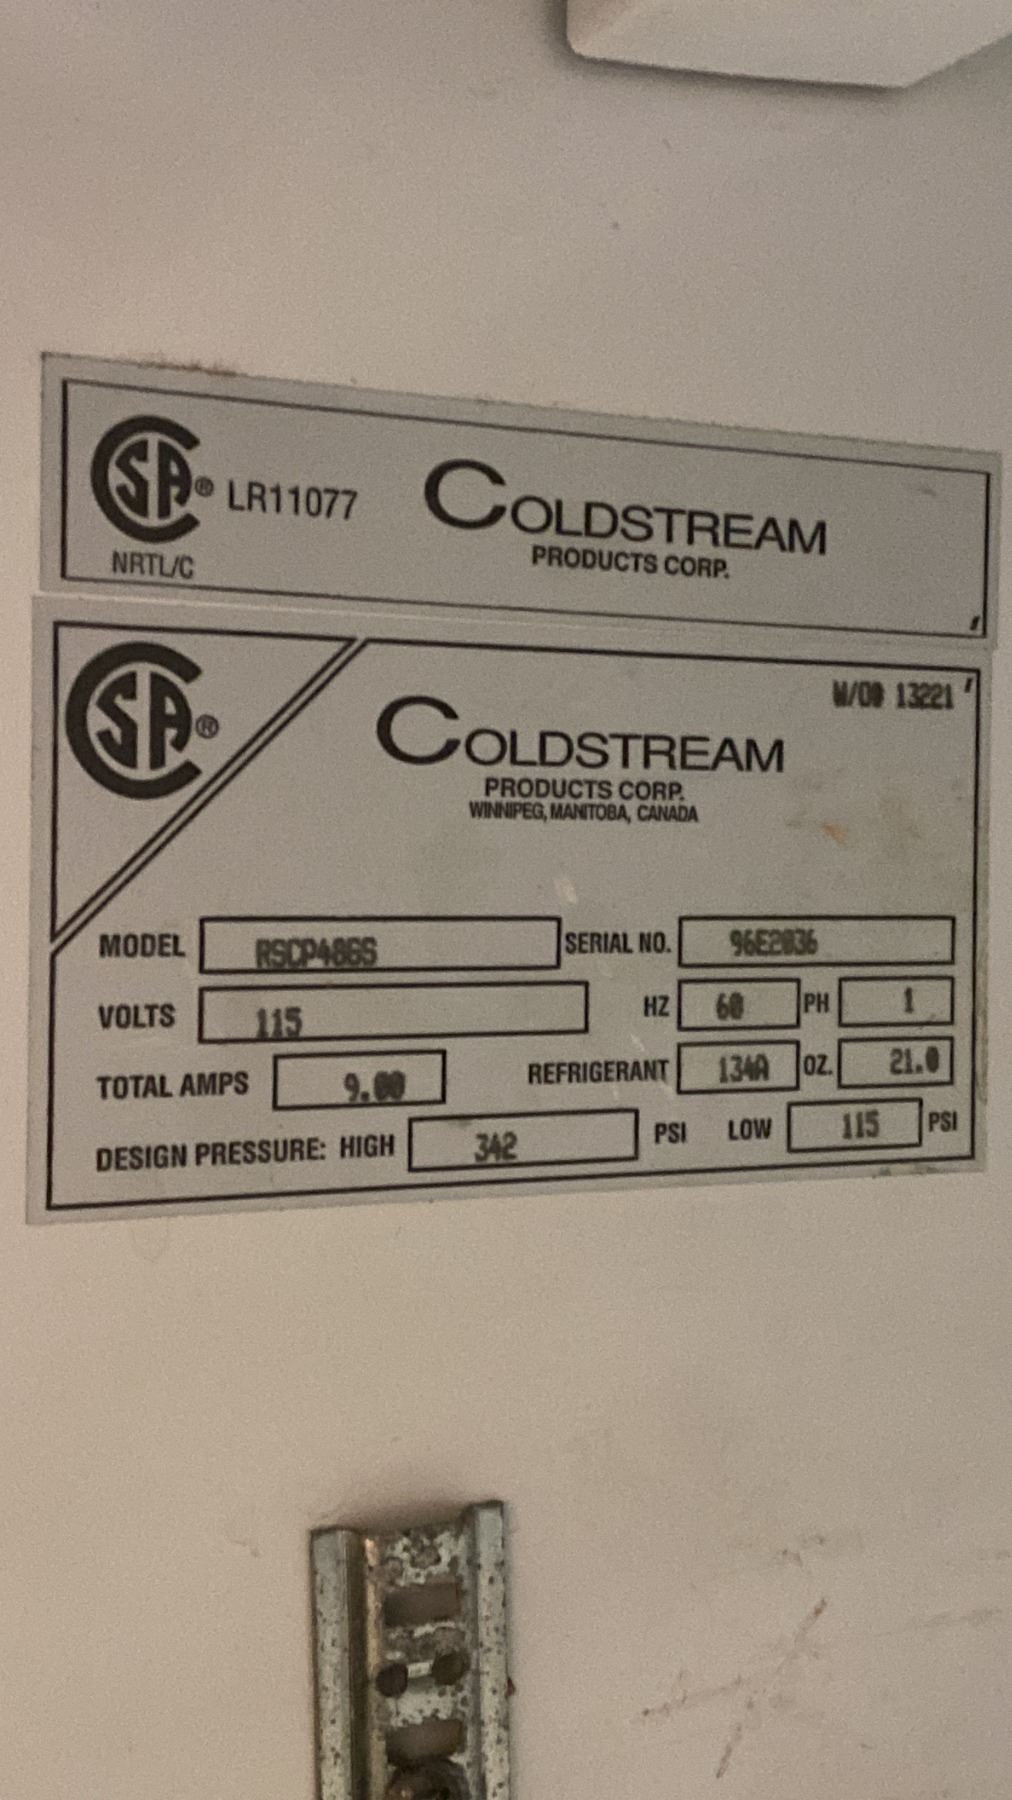 CSA® LR11077 COLDSTREAM
NRTL/C PRODUCTS CORP.
W/O# 13221
CSA® COLDSTREAM
PRODUCTS CORP.
WINNIPEG, MANITOBA, CANADA
MODEL RSCP486S SERIAL NO. 96E2036
VOLTS 115 HZ 60 PH 1
TOTAL AMPS 9.00 REFRIGERANT 134A OZ. 21.0
DESIGN PRESSURE: HIGH 342 PSI LOW 115 PSI